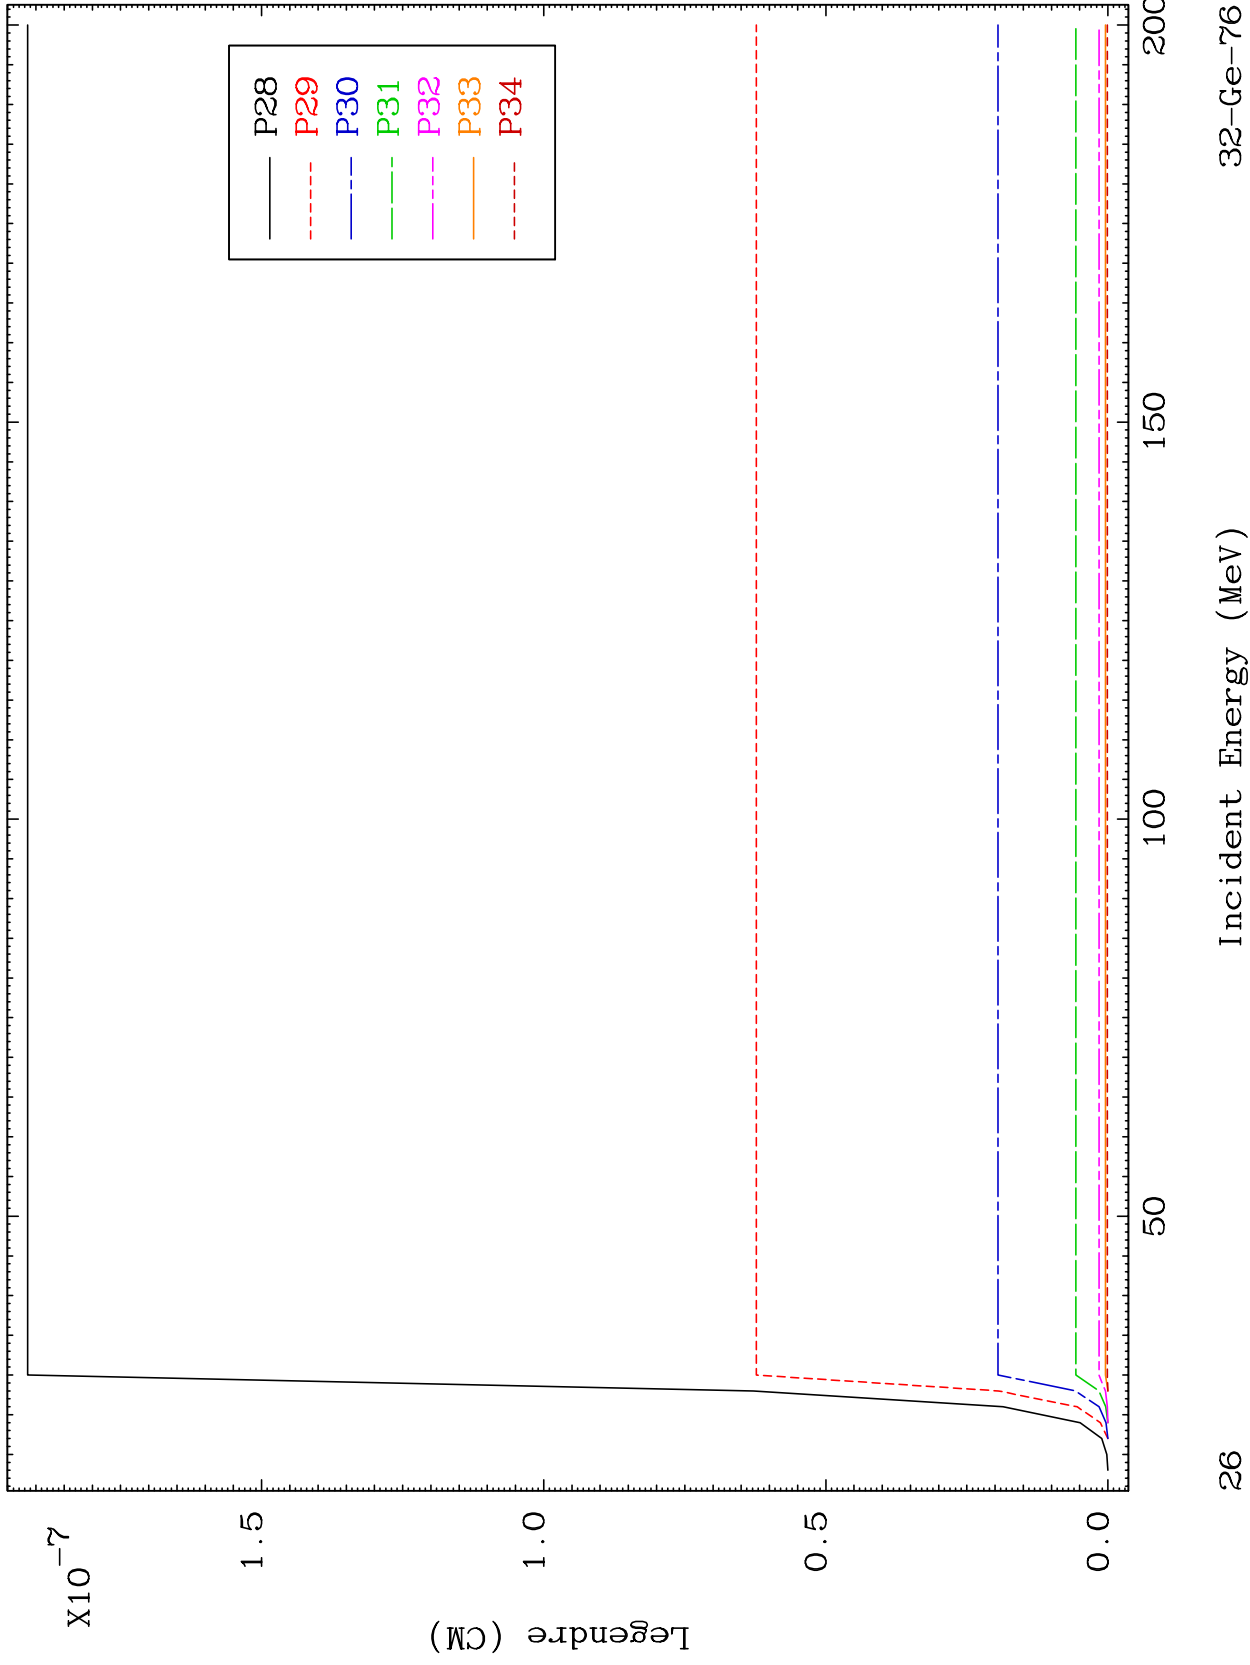 X10-7
1.5
1.0
0.5
0.0
Legendre (CM)
P28
P29
P30
P31
P32
P33
P34
50
100
150
200
26
Incident Energy (MeV)
32-Ge-76